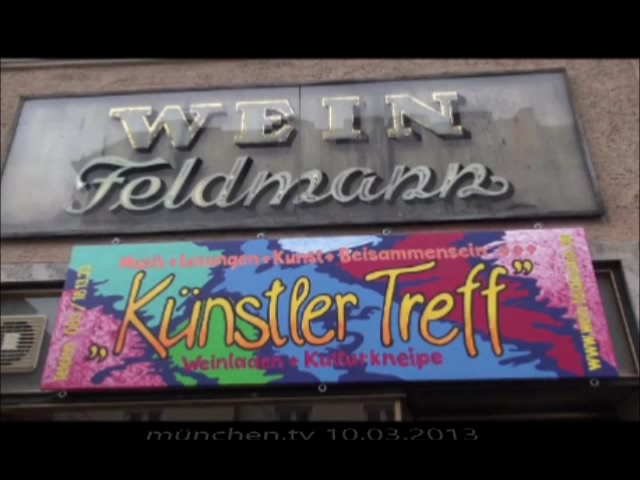 WEIN
Feldmann
Musik + Lesungen + Kunst + Beisammensein
„Künstler Treff”
Weinladen + Kulturkneipe
münchen.tv 10.03.2013